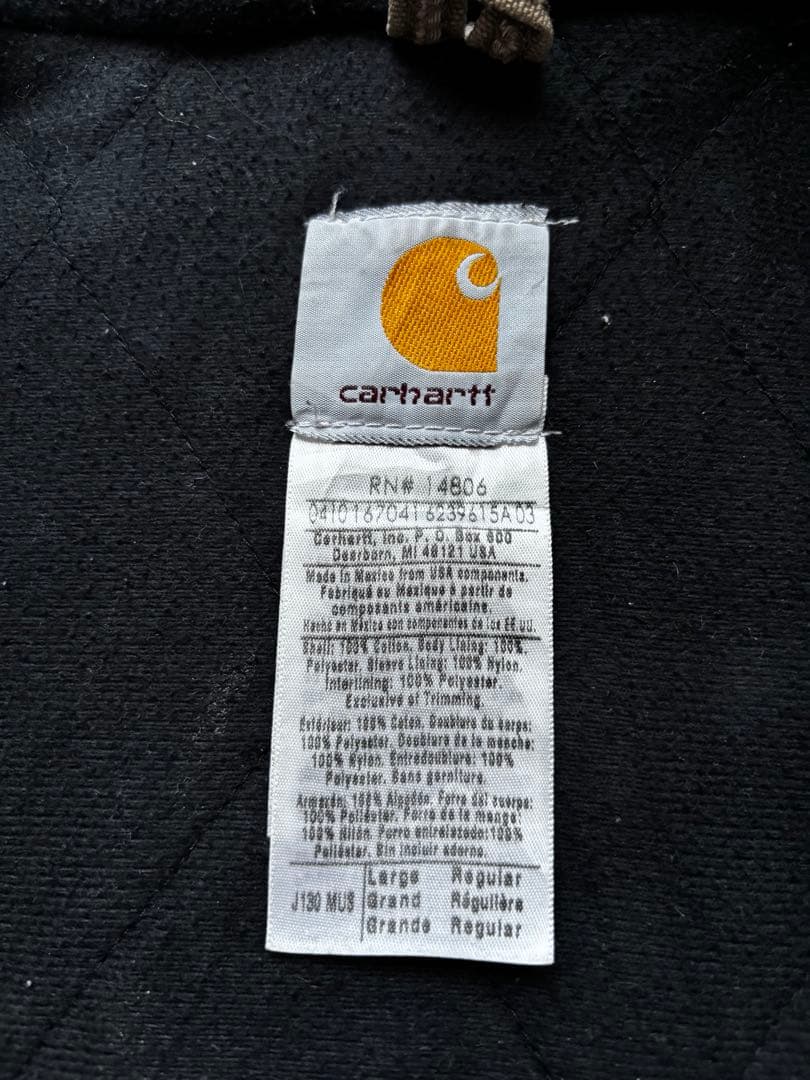 carhartt
RN# 14806
0410167041 6239615A 03
Carhartt, Inc. P. O. Box 600
Dearborn, MI 48121 USA
Made in Mexico from USA components.
Fabriqué au Mexique à partir de
composants américains.
Hecho en México con componentes de los EE.UU.
Shell: 100% Cotton. Body Lining: 100%
Polyester. Sleeve Lining: 100% Nylon.
Interlining: 100% Polyester.
Exclusive of Trimming.
Extérieur: 100% Coton. Doublure du corps:
100% Polyester. Doublure de la manche:
100% Nylon. Entredoublure: 100%
Polyester. Sans garniture.
Armazón: 100% Algodón. Forro del cuerpo:
100% Poliéster. Forro de la manga:
100% Nilón. Forro entrelazado: 100%
Poliéster. Sin incluir adorno.
J130 MUS
Large Regular
Grand Régulière
Grande Regular